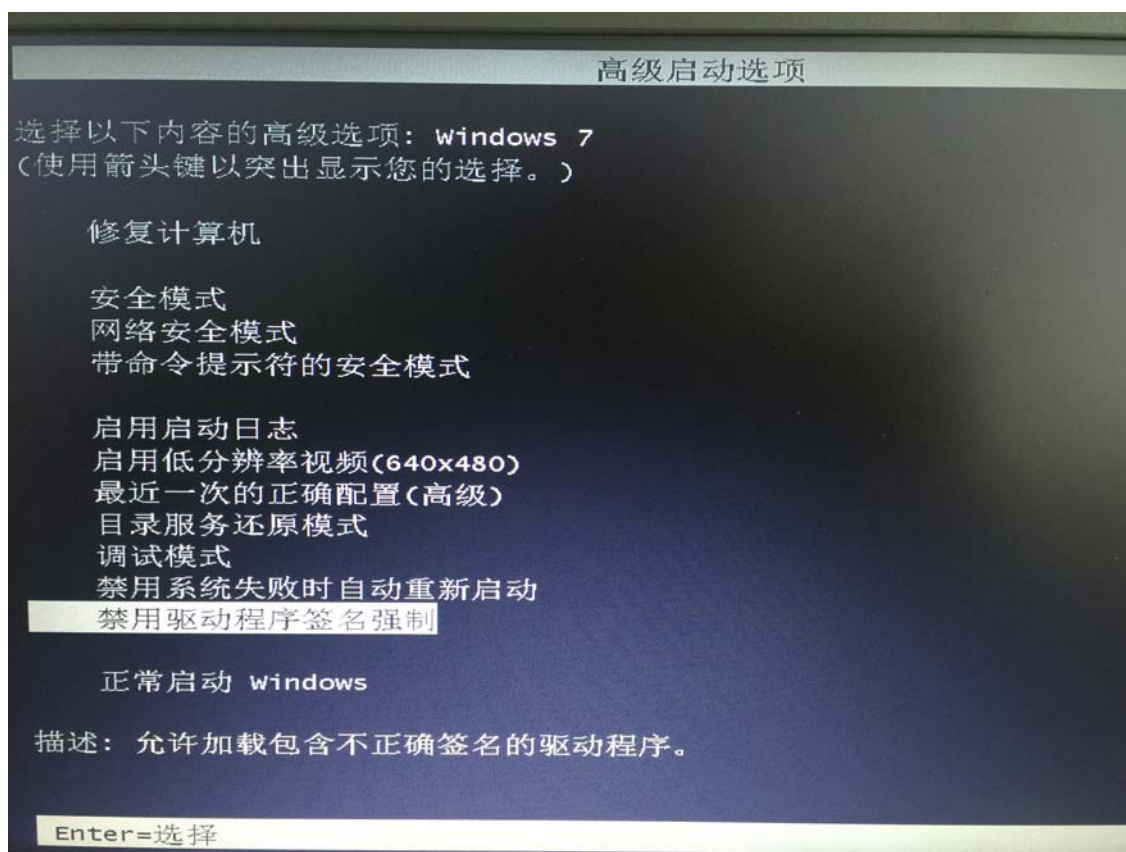 高级启动选项
选择以下内容的高级选项: Windows 7
(使用箭头键以突出显示您的选择。)
修复计算机
安全模式
网络安全模式
带命令提示符的安全模式
启用启动日志
启用低分辨率视频(640x480)
最近一次的正确配置(高级)
目录服务还原模式
调试模式
禁用系统失败时自动重新启动
禁用驱动程序签名强制
正常启动 Windows
描述: 允许加载包含不正确签名的驱动程序。
Enter=选择